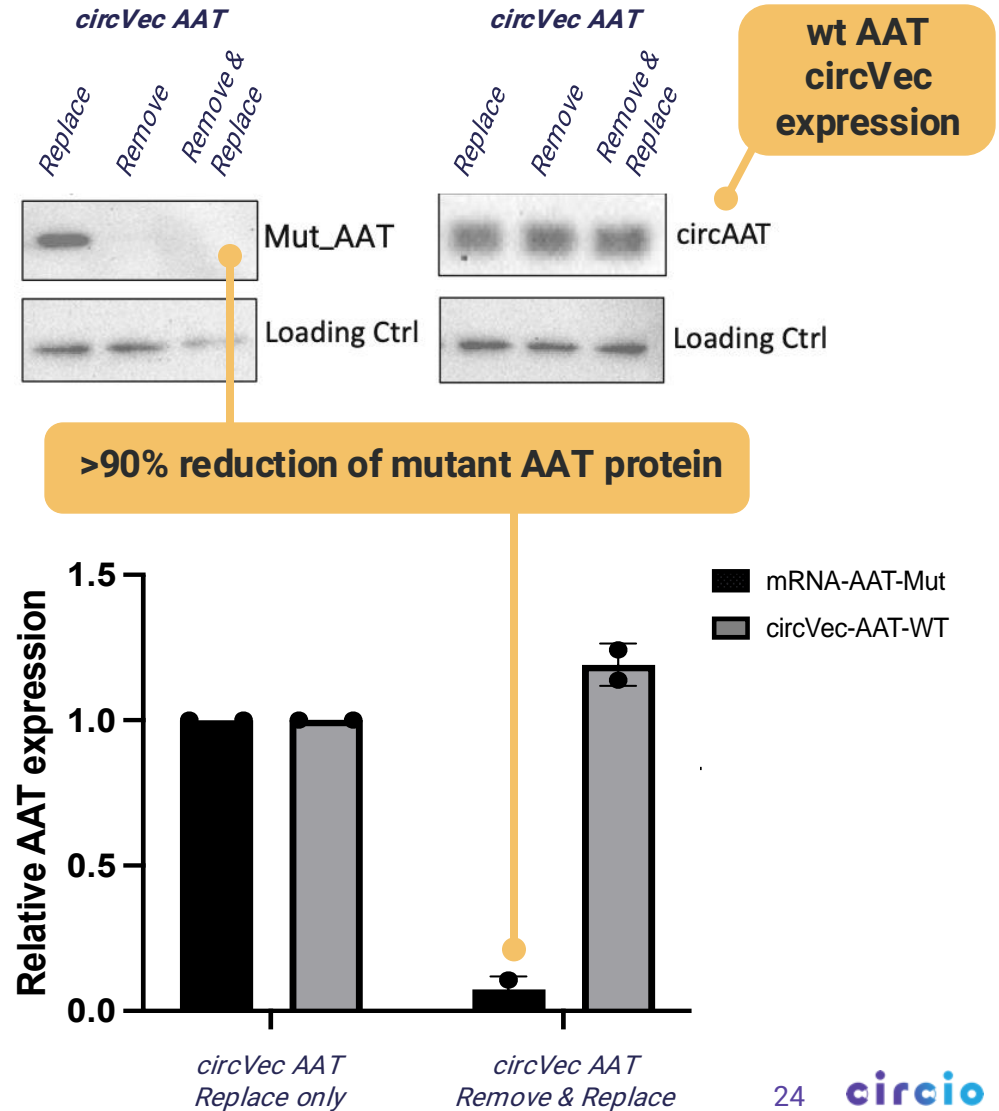 circVec AAT
Replace
Remove
Remove &
Replace
Mut_AAT
Loading Ctrl
circVec AAT
Replace
Remove
Remove &
Replace
circAAT
Loading Ctrl
wt AAT
circVec
expression
>90% reduction of mutant AAT protein
Relative AAT expression
1.5
1.0
0.5
0.0
mRNA-AAT-Mut
circVec-AAT-WT
circVec AAT
Replace only
circVec AAT
Remove & Replace
24
circio